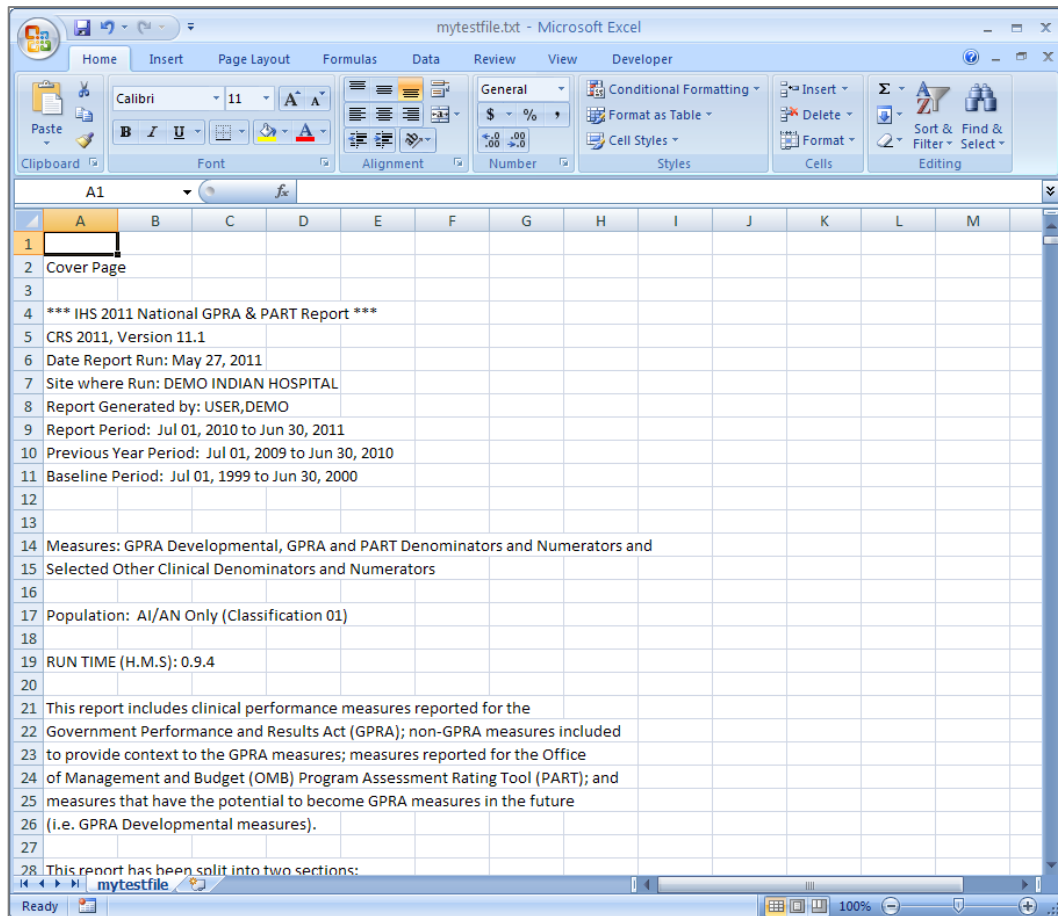 mytestfile.txt - Microsoft Excel
Home Insert Page Layout Formulas Data Review View Developer
Paste
Calibri 11 A A
B I U A
General
$ % ,
.00 .00
Conditional Formatting
Format as Table
Cell Styles
Insert
Delete
Format
Σ
Sort & Filter
Find & Select
Clipboard Font Alignment Number Styles Cells Editing
A1 fx
A B C D E F G H I J K L M
1
2 Cover Page
3
4 *** IHS 2011 National GPRA & PART Report ***
5 CRS 2011, Version 11.1
6 Date Report Run: May 27, 2011
7 Site where Run: DEMO INDIAN HOSPITAL
8 Report Generated by: USER,DEMO
9 Report Period:  Jul 01, 2010 to Jun 30, 2011
10 Previous Year Period:  Jul 01, 2009 to Jun 30, 2010
11 Baseline Period:  Jul 01, 1999 to Jun 30, 2000
12
13
14 Measures: GPRA Developmental, GPRA and PART Denominators and Numerators and
15 Selected Other Clinical Denominators and Numerators
16
17 Population:  AI/AN Only (Classification 01)
18
19 RUN TIME (H.M.S): 0.9.4
20
21 This report includes clinical performance measures reported for the
22 Government Performance and Results Act (GPRA); non-GPRA measures included
23 to provide context to the GPRA measures; measures reported for the Office
24 of Management and Budget (OMB) Program Assessment Rating Tool (PART); and
25 measures that have the potential to become GPRA measures in the future
26 (i.e. GPRA Developmental measures).
27
28 This report has been split into two sections:
mytestfile
Ready 100%